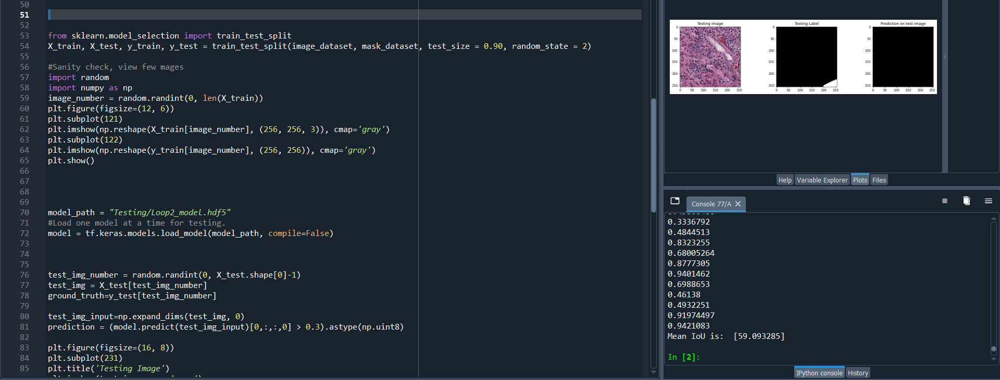 50
51
52
53 from sklearn.model_selection import train_test_split
54 X_train, X_test, y_train, y_test = train_test_split(image_dataset, mask_dataset, test_size = 0.90, random_state = 2)
55
56 #Sanity check, view few mages
57 import random
58 import numpy as np
59 image_number = random.randint(0, len(X_train))
60 plt.figure(figsize=(12, 6))
61 plt.subplot(121)
62 plt.imshow(np.reshape(X_train[image_number], (256, 256, 3)), cmap='gray')
63 plt.subplot(122)
64 plt.imshow(np.reshape(y_train[image_number], (256, 256)), cmap='gray')
65 plt.show()
66
67
68
69
70 model_path = "Testing/Loop2_model.hdf5"
71 #Load one model at a time for testing.
72 model = tf.keras.models.load_model(model_path, compile=False)
73
74
75
76 test_img_number = random.randint(0, X_test.shape[0]-1)
77 test_img = X_test[test_img_number]
78 ground_truth=y_test[test_img_number]
79
80 test_img_input=np.expand_dims(test_img, 0)
81 prediction = (model.predict(test_img_input)[0,:,:,0] > 0.3).astype(np.uint8)
82
83 plt.figure(figsize=(16, 8))
84 plt.subplot(231)
85 plt.title('Testing Image')
Testing Image
0
50
100
150
200
250
0 50 100 150 200 250
Testing Label
0
50
100
150
200
250
0 50 100 150 200 250
Prediction on test image
0
50
100
150
200
250
0 50 100 150 200 250
Help Variable Explorer Plots Files
Console 77/A
0.3336792
0.4844513
0.8323255
0.68005264
0.8777305
0.9401462
0.6988653
0.46138
0.4932251
0.91974497
0.9421083
Mean IoU is:  [59.093285]
In [2]:
IPython console History